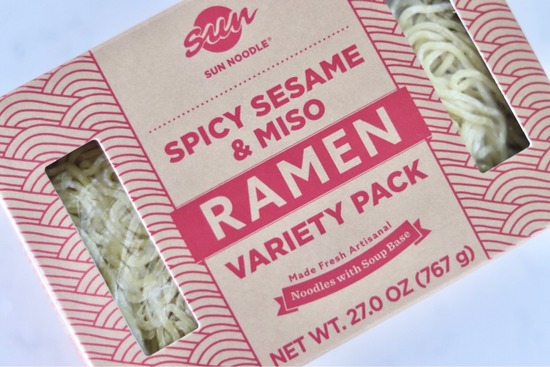 sun
SUN NOODLE®
SPICY SESAME
& MISO
RAMEN
VARIETY PACK
Made Fresh Artisanal
Noodles with Soup Base
NET WT. 27.0 OZ (767 g)